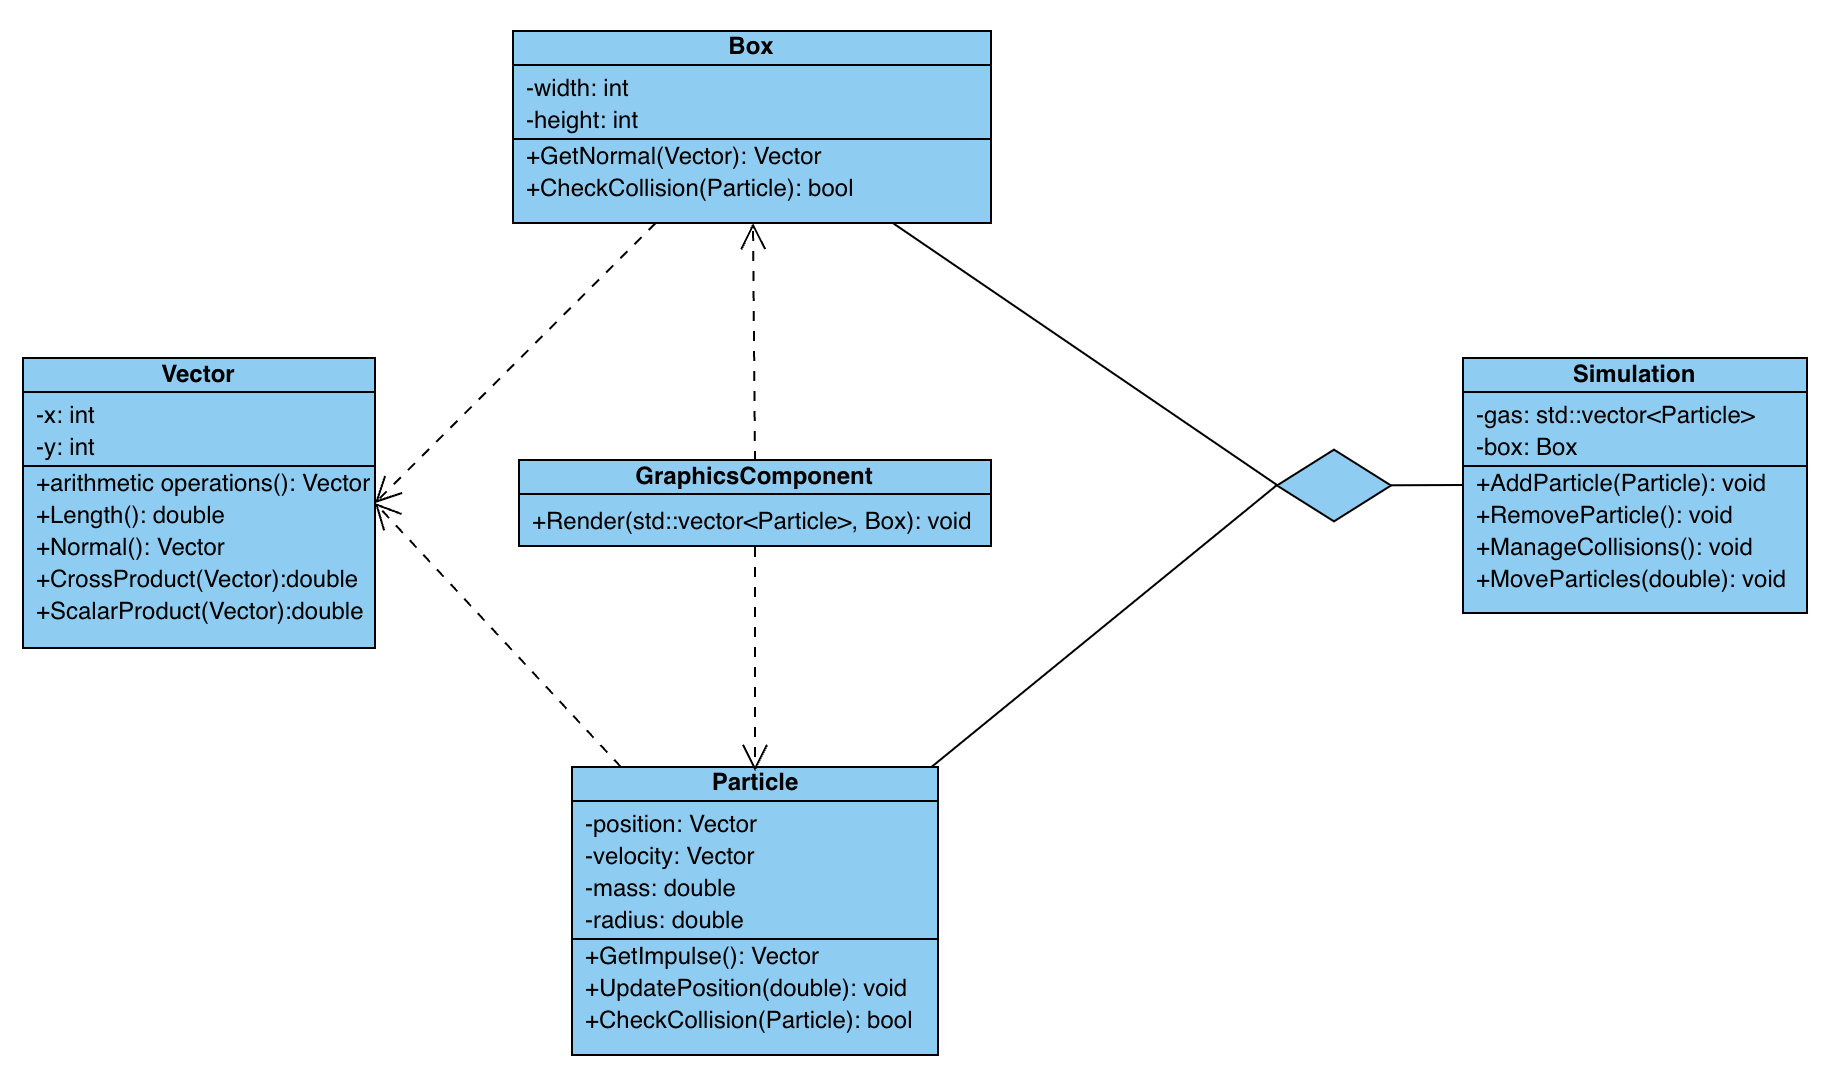 Box
-width: int
-height: int
+GetNormal(Vector): Vector
+CheckCollision(Particle): bool
Vector
-x: int
-y: int
+arithmetic operations(): Vector
+Length(): double
+Normal(): Vector
+CrossProduct(Vector):double
+ScalarProduct(Vector):double
GraphicsComponent
+Render(std::vector<Particle>, Box): void
Simulation
-gas: std::vector<Particle>
-box: Box
+AddParticle(Particle): void
+RemoveParticle(): void
+ManageCollisions(): void
+MoveParticles(double): void
Particle
-position: Vector
-velocity: Vector
-mass: double
-radius: double
+GetImpulse(): Vector
+UpdatePosition(double): void
+CheckCollision(Particle): bool